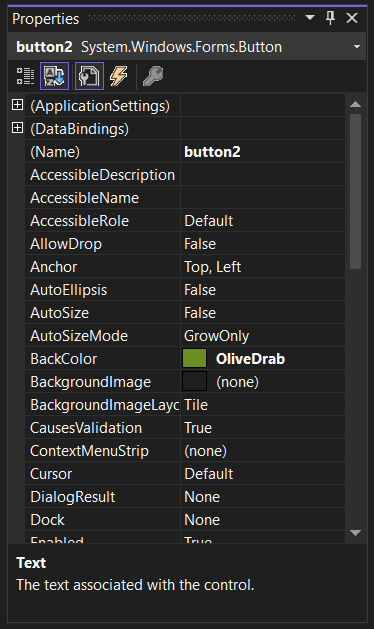 Properties
button2 System.Windows.Forms.Button
(ApplicationSettings)
(DataBindings)
(Name) button2
AccessibleDescription
AccessibleName
AccessibleRole Default
AllowDrop False
Anchor Top, Left
AutoEllipsis False
AutoSize False
AutoSizeMode GrowOnly
BackColor OliveDrab
BackgroundImage (none)
BackgroundImageLayc Tile
CausesValidation True
ContextMenuStrip (none)
Cursor Default
DialogResult None
Dock None
Enabled True
Text
The text associated with the control.